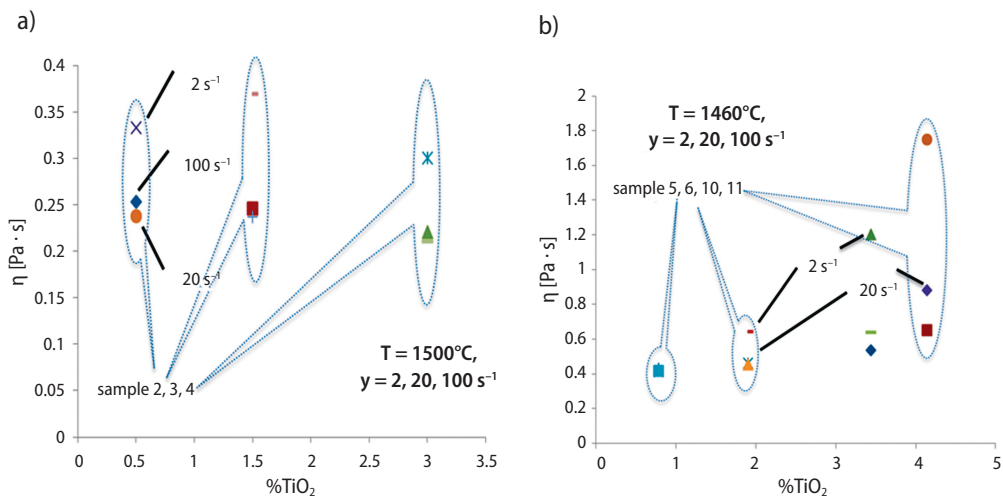 a)
η [Pa · s]
0.4
0.35
0.3
0.25
0.2
0.15
0.1
0.05
0
2 s⁻¹
100 s⁻¹
20 s⁻¹
sample 2, 3, 4
T = 1500°C,
y = 2, 20, 100 s⁻¹
0 0.5 1 1.5 2 2.5 3 3.5
%TiO₂
b)
η [Pa · s]
2
1.8
1.6
1.4
1.2
1
0.8
0.6
0.4
0.2
0
T = 1460°C,
y = 2, 20, 100 s⁻¹
sample 5, 6, 10, 11
2 s⁻¹
20 s⁻¹
0 1 2 3 4 5
%TiO₂